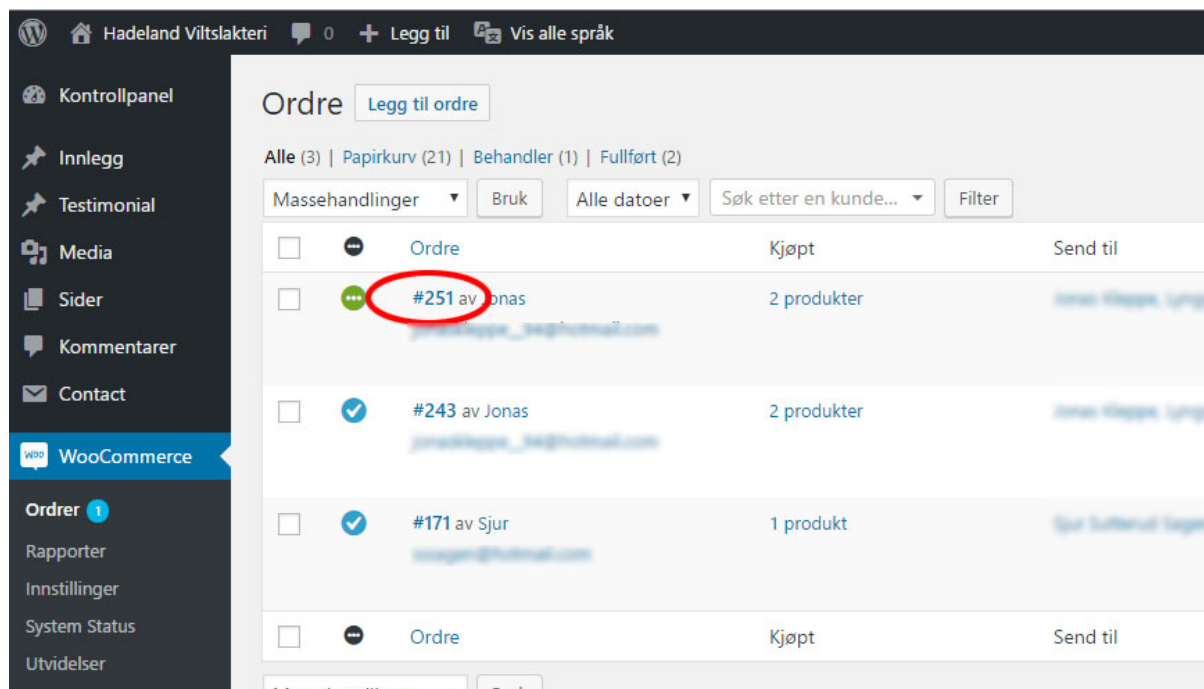 Hadeland Viltslakteri 0 + Legg til Vis alle språk
Kontrollpanel
Innlegg
Testimonial
Media
Sider
Kommentarer
Contact
WOO WooCommerce
Ordrer 1
Rapporter
Innstillinger
System Status
Utvidelser
Ordre Legg til ordre
Alle (3) | Papirkurv (21) | Behandler (1) | Fullført (2)
Massehandlinger Bruk Alle datoer Søk etter en kunde... Filter
Ordre Kjøpt Send til
#251 av Jonas 2 produkter
#243 av Jonas 2 produkter
#171 av Sjur 1 produkt
Ordre Kjøpt Send til